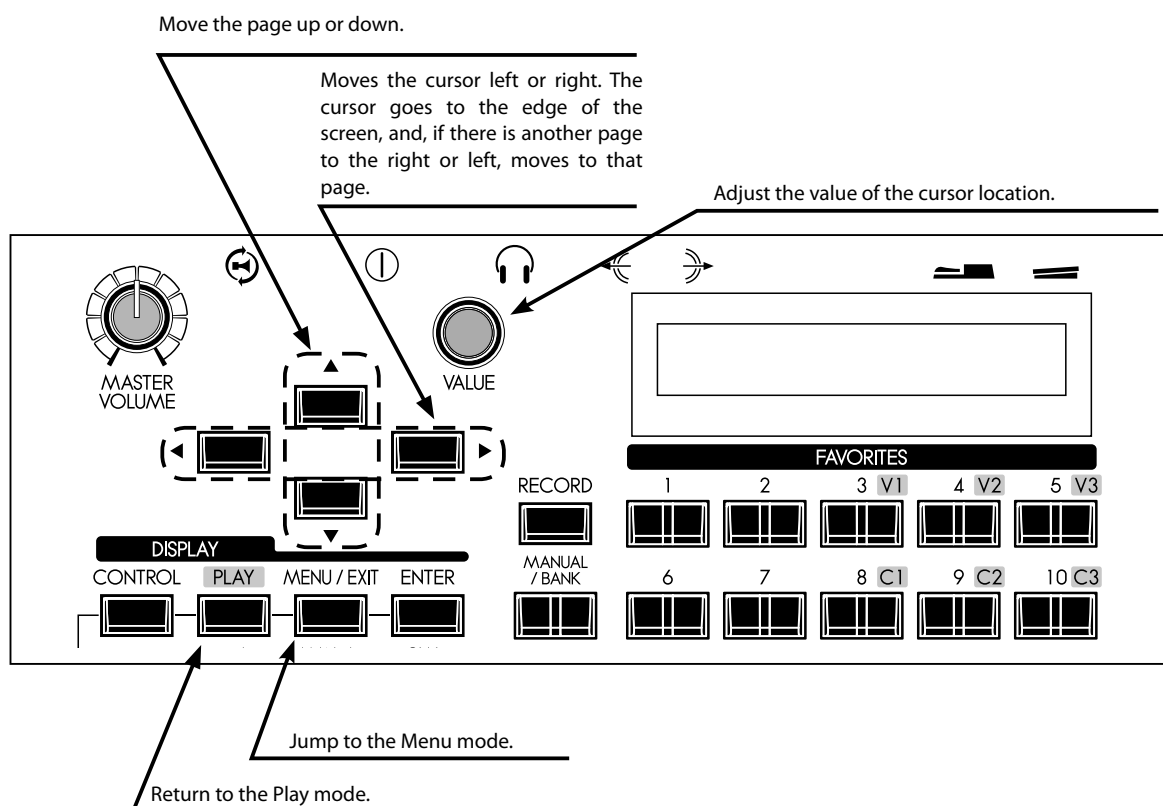 Move the page up or down.
Moves the cursor left or right. The
cursor goes to the edge of the
screen, and, if there is another page
to the right or left, moves to that
page.
Adjust the value of the cursor location.
MASTER
VOLUME
VALUE
FAVORITES
RECORD
1 2 3 V1 4 V2 5 V3
DISPLAY
MANUAL
/ BANK
CONTROL PLAY MENU / EXIT ENTER
6 7 8 C1 9 C2 10 C3
Jump to the Menu mode.
Return to the Play mode.